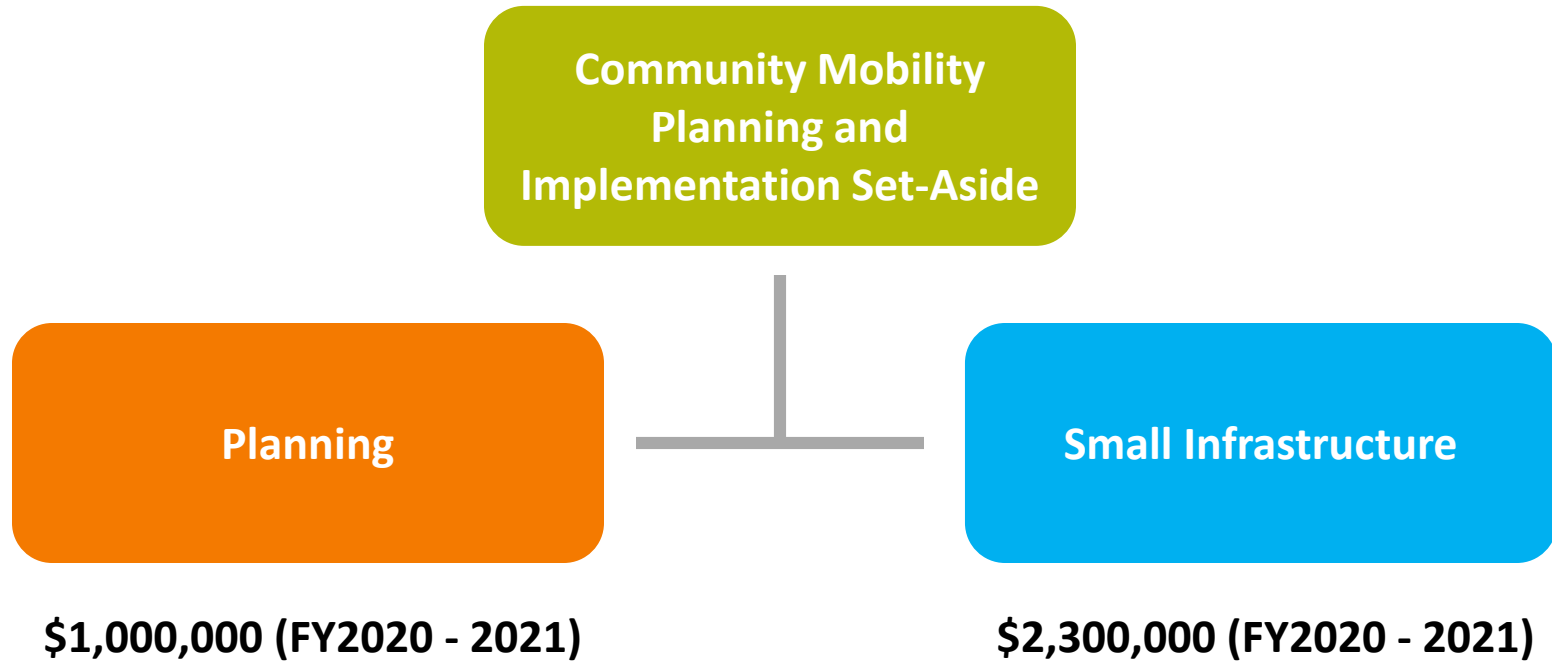 Community Mobility
Planning and
Implementation Set-Aside
Planning
Small Infrastructure
$1,000,000 (FY2020 - 2021)
$2,300,000 (FY2020 - 2021)